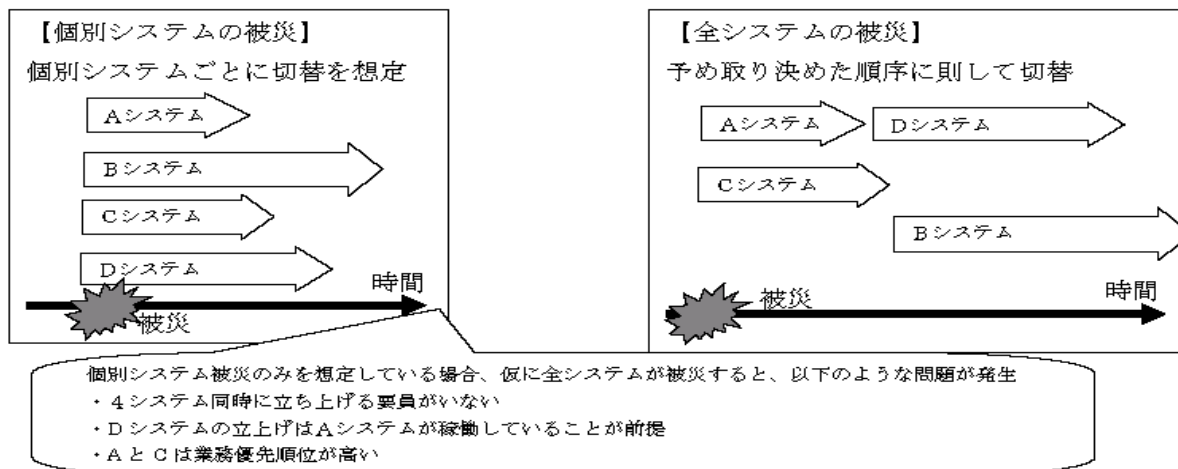 【個別システムの被災】
個別システムごとに切替を想定
Aシステム
Bシステム
Cシステム
Dシステム
時間
被災
【全システムの被災】
予め取り決めた順序に則して切替
Aシステム
Dシステム
Cシステム
Bシステム
被災
時間
個別システム被災のみを想定している場合、仮に全システムが被災すると、以下のような問題が発生
・4システム同時に立ち上げる要員がいない
・Dシステムの立上げはAシステムが稼働していることが前提
・AとCは業務優先順位が高い